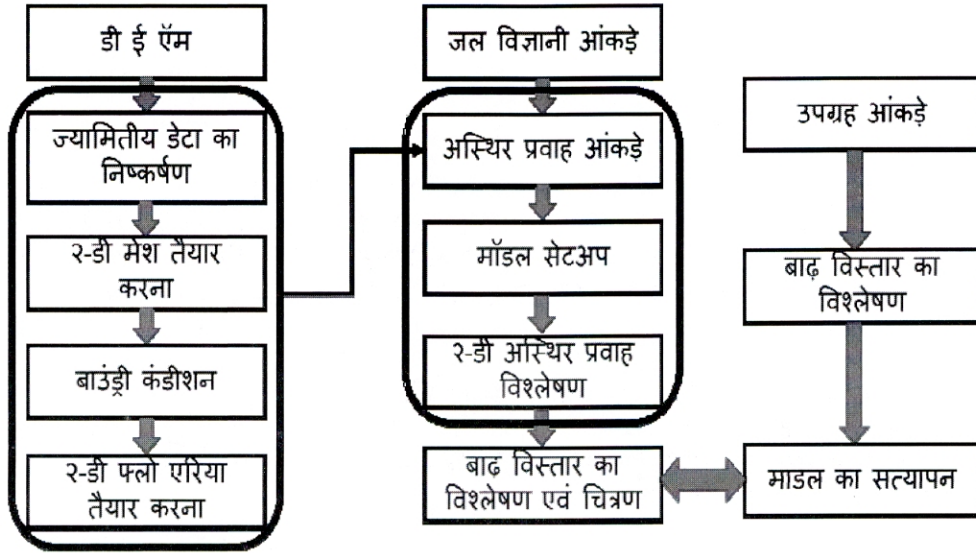 डी ई ऍम
ज्यामितीय डेटा का
निष्कर्षण
२-डी मेश तैयार
करना
बाउंड्री कंडीशन
२-डी फ्लो एरिया
तैयार करना
जल विज्ञानी आंकड़े
अस्थिर प्रवाह आंकड़े
मॉडल सेटअप
२-डी अस्थिर प्रवाह
विश्लेषण
बाढ़ विस्तार का
विश्लेषण एवं चित्रण
उपग्रह आंकड़े
बाढ़ विस्तार का
विश्लेषण
माडल का सत्यापन